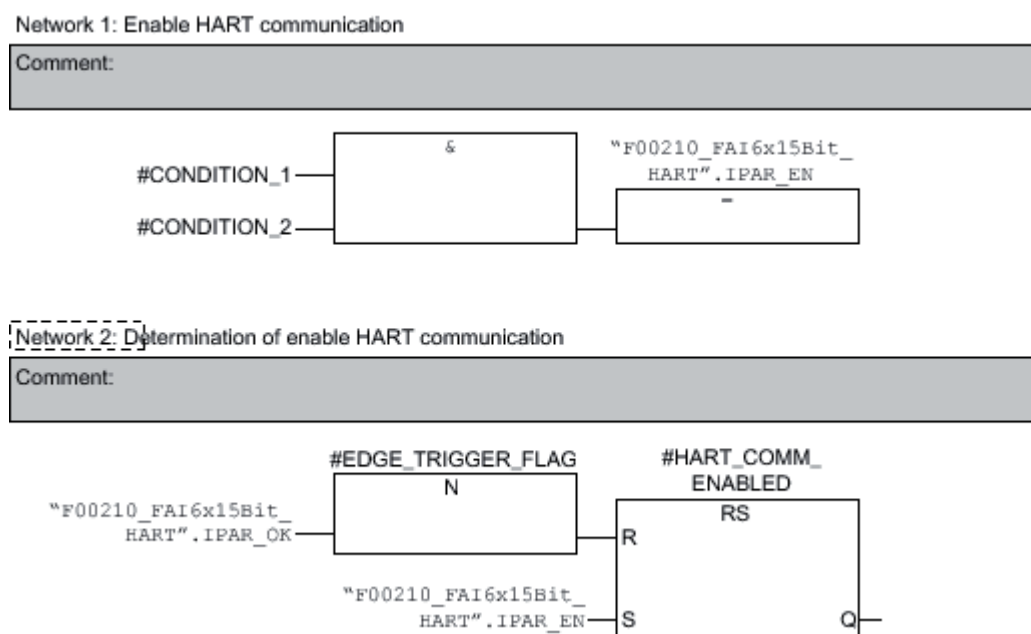 Network 1: Enable HART communication
Comment:
&
"F00210_FAI6x15Bit_
HART".IPAR_EN
#CONDITION_1
=
#CONDITION_2
Network 2: Determination of enable HART communication
Comment:
#EDGE_TRIGGER_FLAG
#HART_COMM_
ENABLED
N
RS
"F00210_FAI6x15Bit_
HART".IPAR_OK
R
"F00210_FAI6x15Bit_
HART".IPAR_EN
S
Q